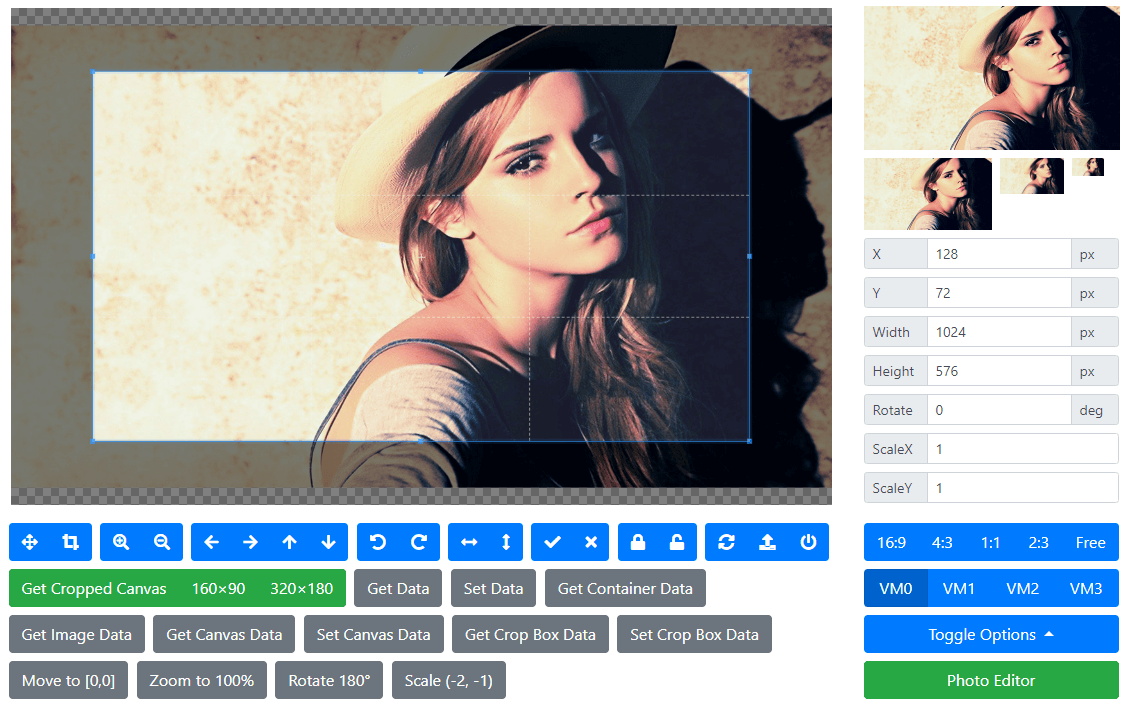 X 128 px
Y 72 px
Width 1024 px
Height 576 px
Rotate 0 deg
ScaleX 1
ScaleY 1
16:9 4:3 1:1 2:3 Free
Get Cropped Canvas 160×90 320×180 Get Data Set Data Get Container Data
VM0 VM1 VM2 VM3
Get Image Data Get Canvas Data Set Canvas Data Get Crop Box Data Set Crop Box Data
Toggle Options
Move to [0,0] Zoom to 100% Rotate 180° Scale (-2, -1)
Photo Editor